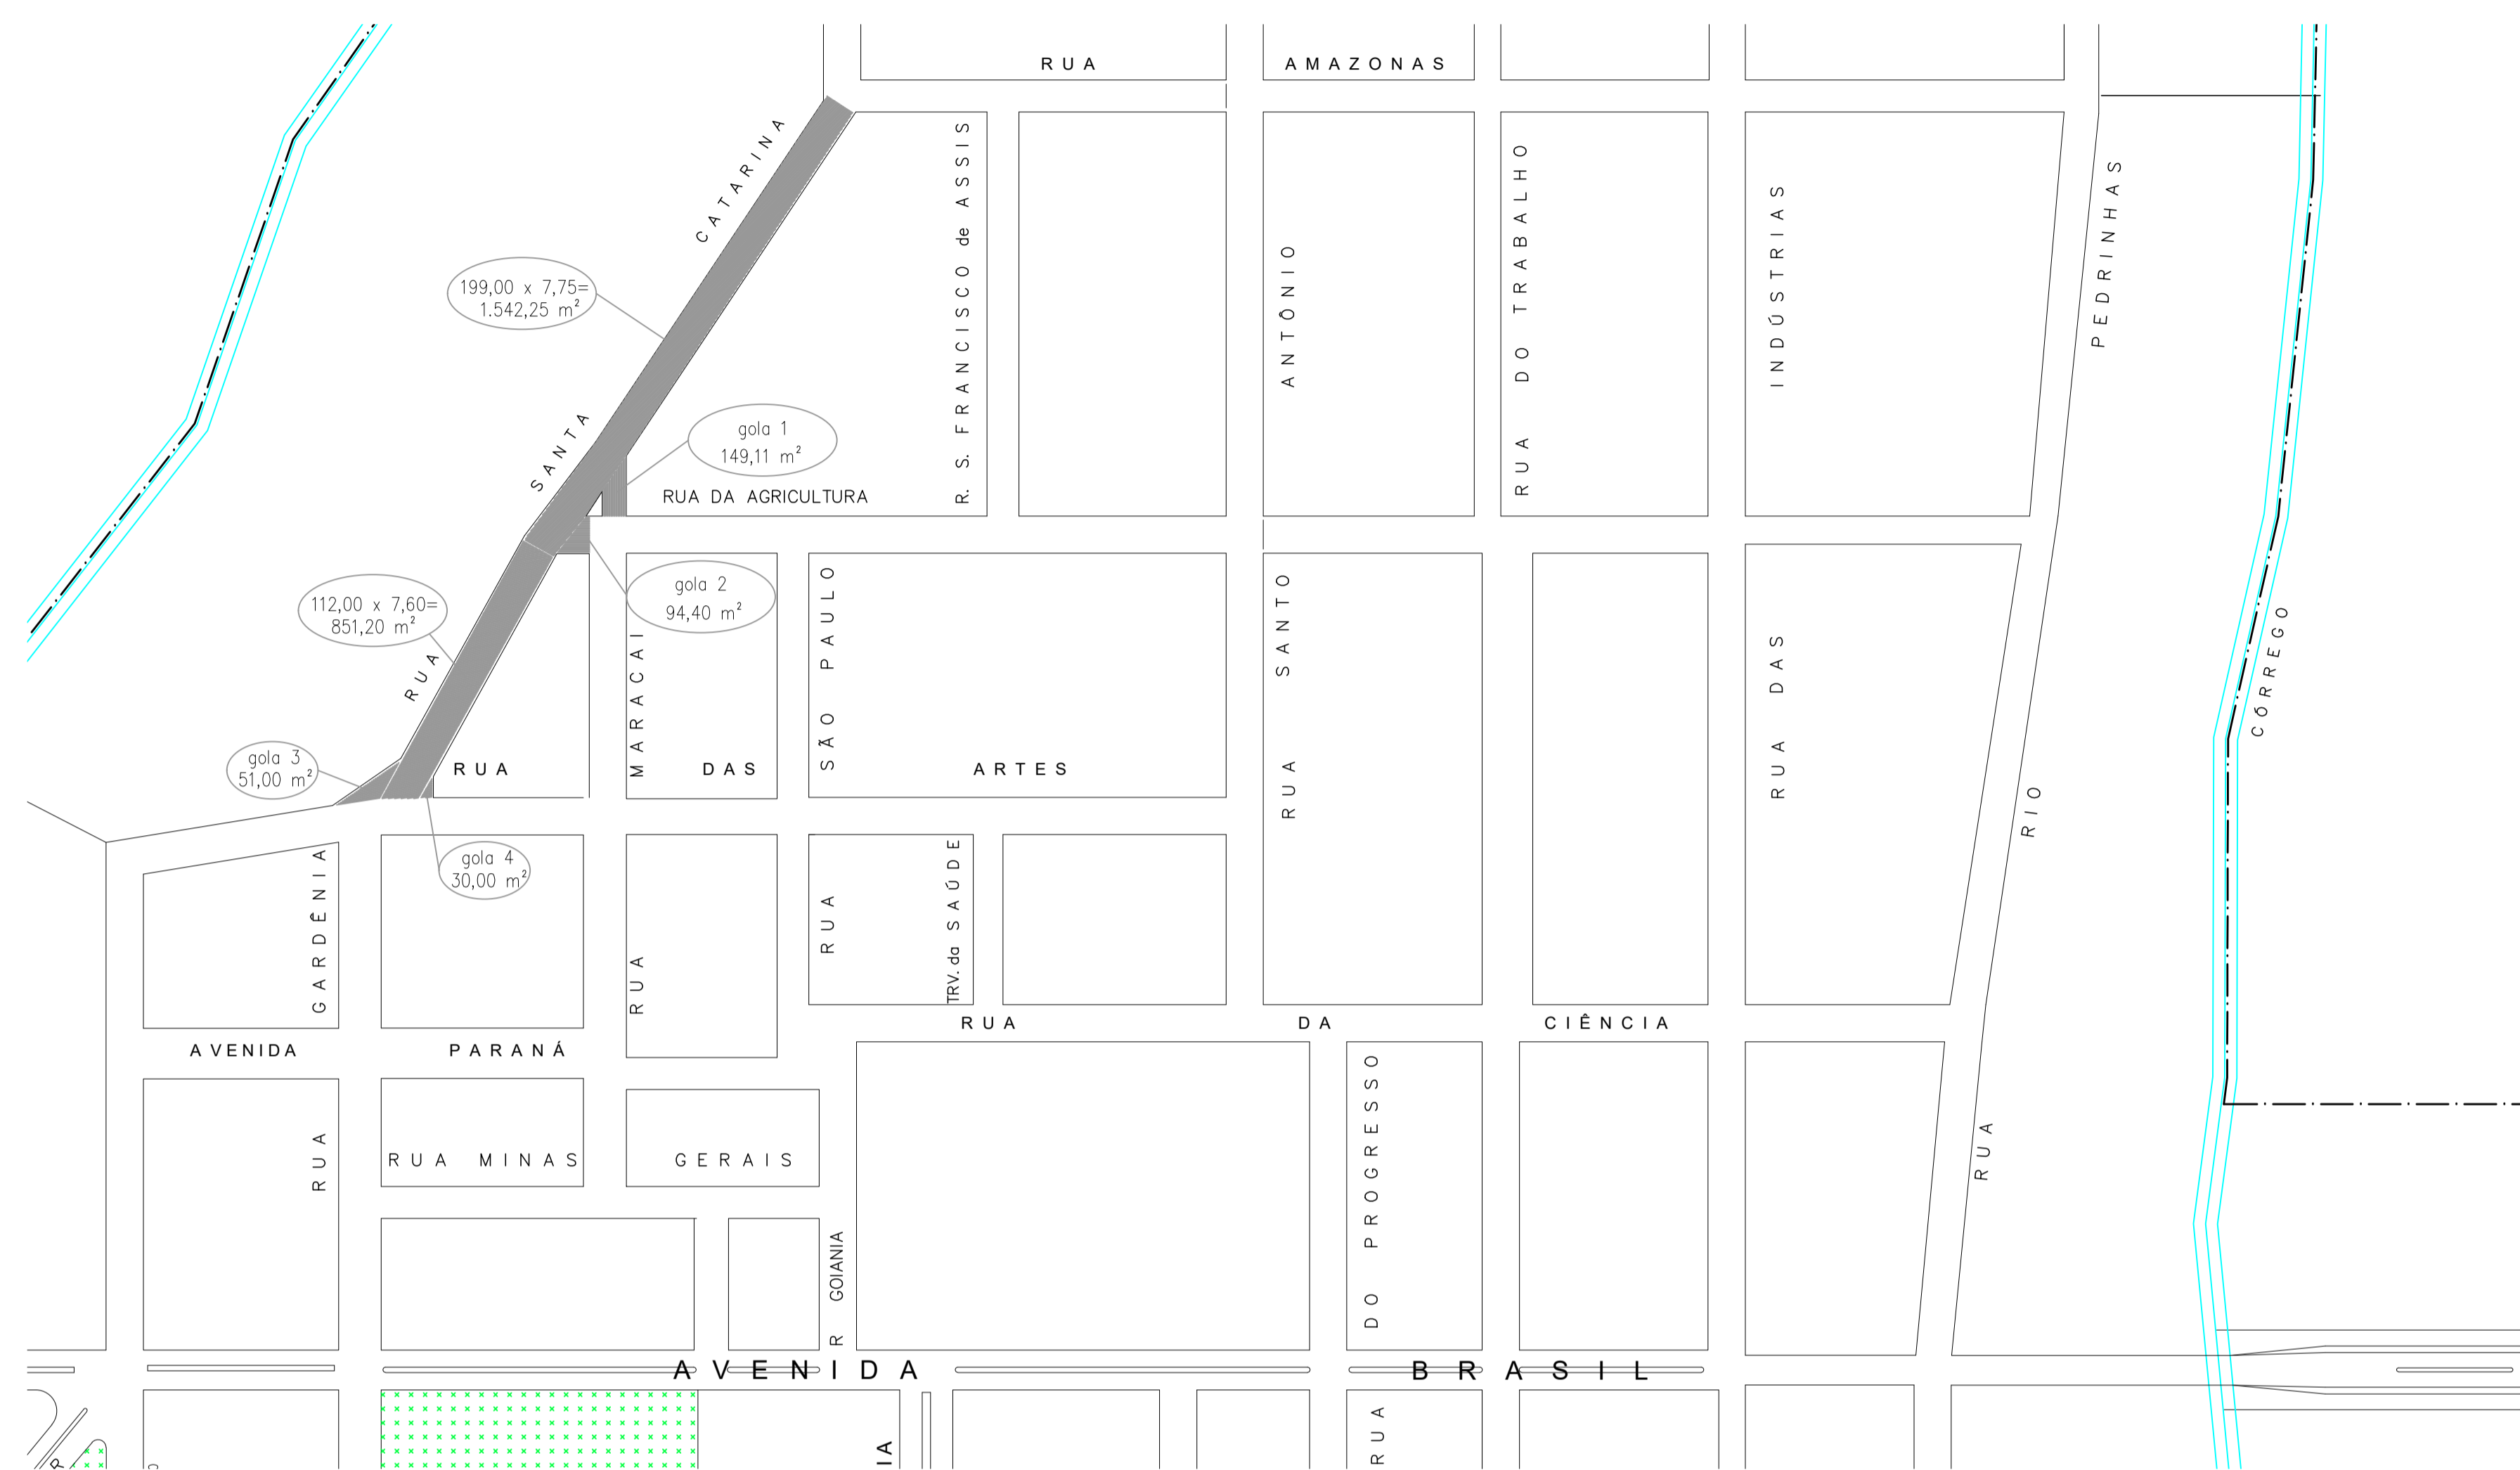 RUA AMAZONAS
RUA SANTA CATARINA
199,00 x 7,75=
1.542,25 m²
gola 1
149,11 m²
RUA DA AGRICULTURA
gola 2
94,40 m²
112,00 x 7,60=
851,20 m²
gola 3
51,00 m²
gola 4
30,00 m²
R. S. FRANCISCO de ASSIS
RUA SANTO ANTÔNIO
RUA DO TRABALHO
RUA DAS INDÚSTRIAS
RUA RIO PEDRINHAS
CÓRREGO
RUA MARACAI
RUA SÃO PAULO
RUA DAS ARTES
RUA GARDÊNIA
TRV. da SAÚDE
RUA DA CIÊNCIA
AVENIDA PARANÁ
RUA MINAS GERAIS
R GOIANIA
RUA DO PROGRESSO
AVENIDA BRASIL
IA
R